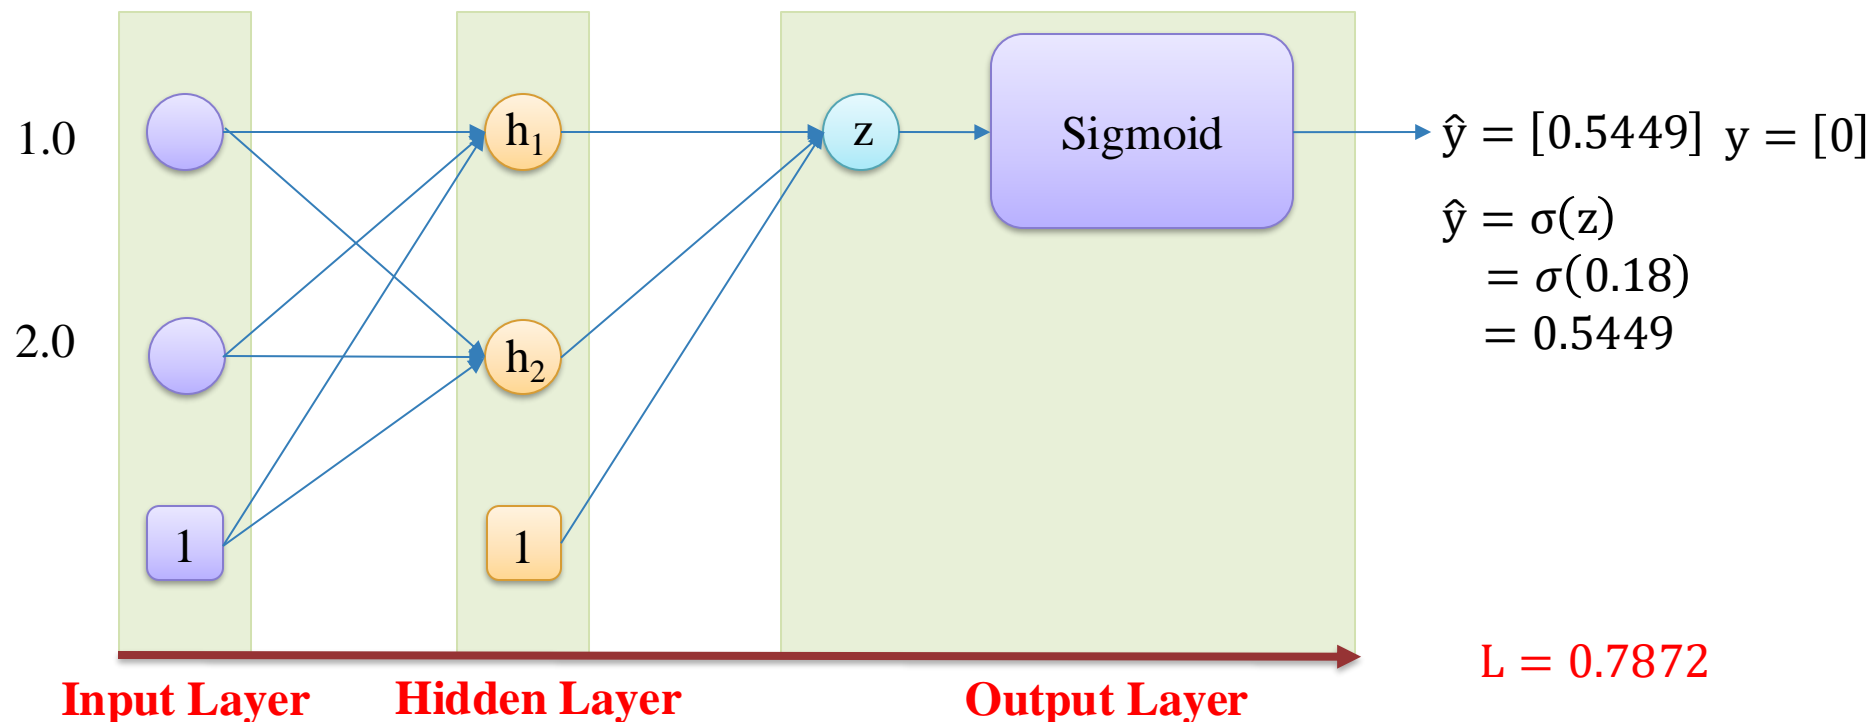 1.0
h₁
z
Sigmoid
ŷ = [0.5449] y = [0]
ŷ = σ(z)
= σ(0.18)
= 0.5449
2.0
h₂
1
1
L = 0.7872
Input Layer
Hidden Layer
Output Layer